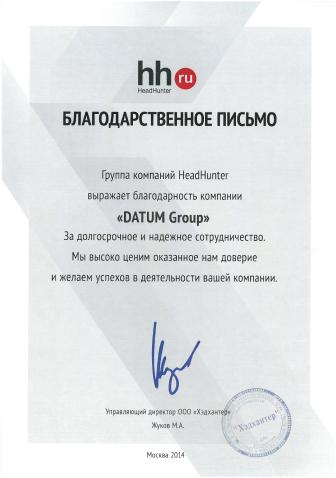 hh ru
HeadHunter
БЛАГОДАРСТВЕННОЕ ПИСЬМО
Группа компаний HeadHunter
выражает благодарность компании
«DATUM Group»
За долгосрочное и надежное сотрудничество.
Мы высоко ценим оказанное нам доверие
и желаем успехов в деятельности вашей компании.
Управляющий директор ООО «Хэдхантер»
Жуков М.А.
"Хэдхантер"
Москва 2014